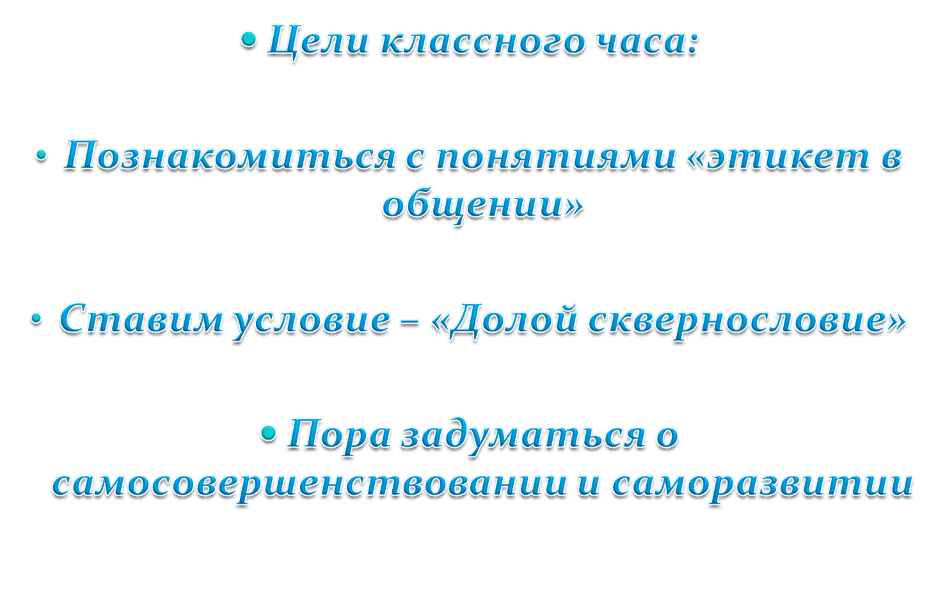 • Цели классного часа:
• Познакомиться с понятиями «этикет в
общении»
• Ставим условие – «Долой сквернословие»
• Пора задуматься о
самосовершенствовании и саморазвитии